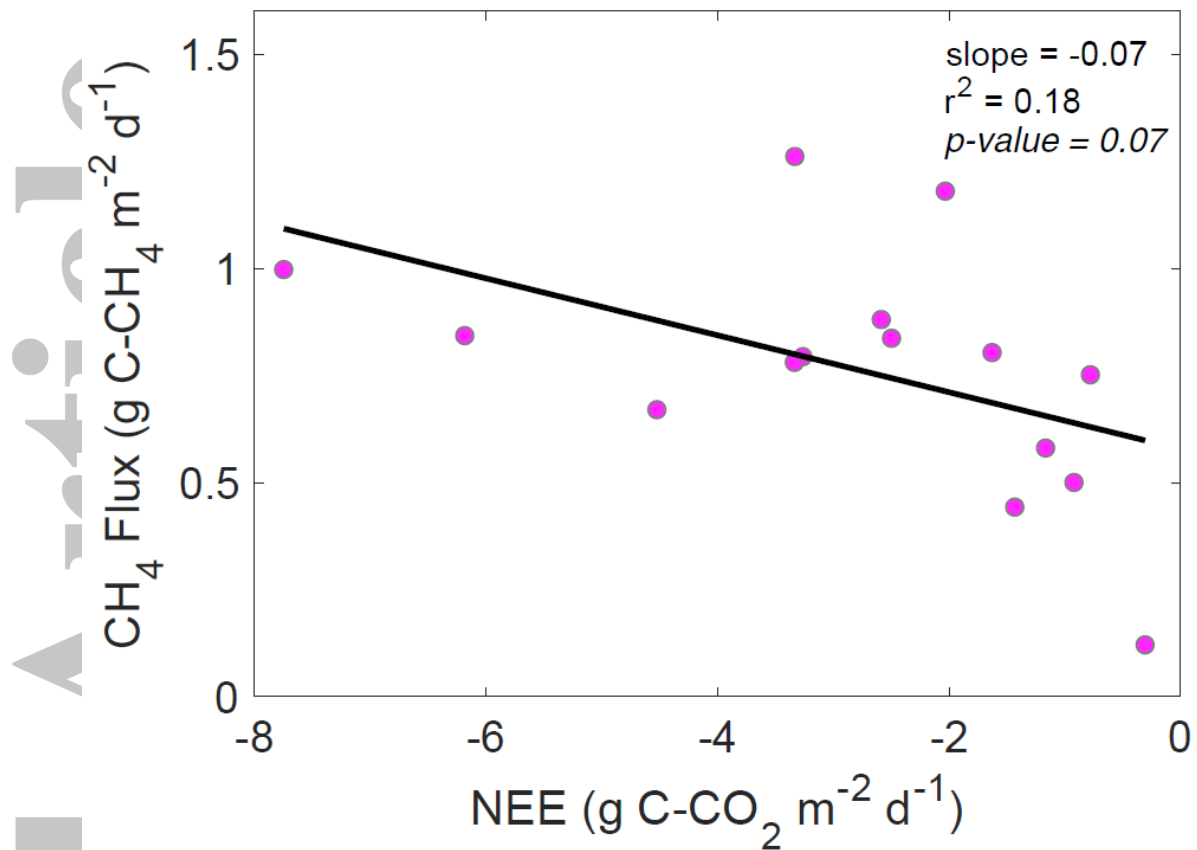 slope = -0.07
r² = 0.18
p-value = 0.07
CH₄ Flux (g C-CH₄ m⁻² d⁻¹)
1.5
1
0.5
0
-8 -6 -4 -2 0
NEE (g C-CO₂ m⁻² d⁻¹)